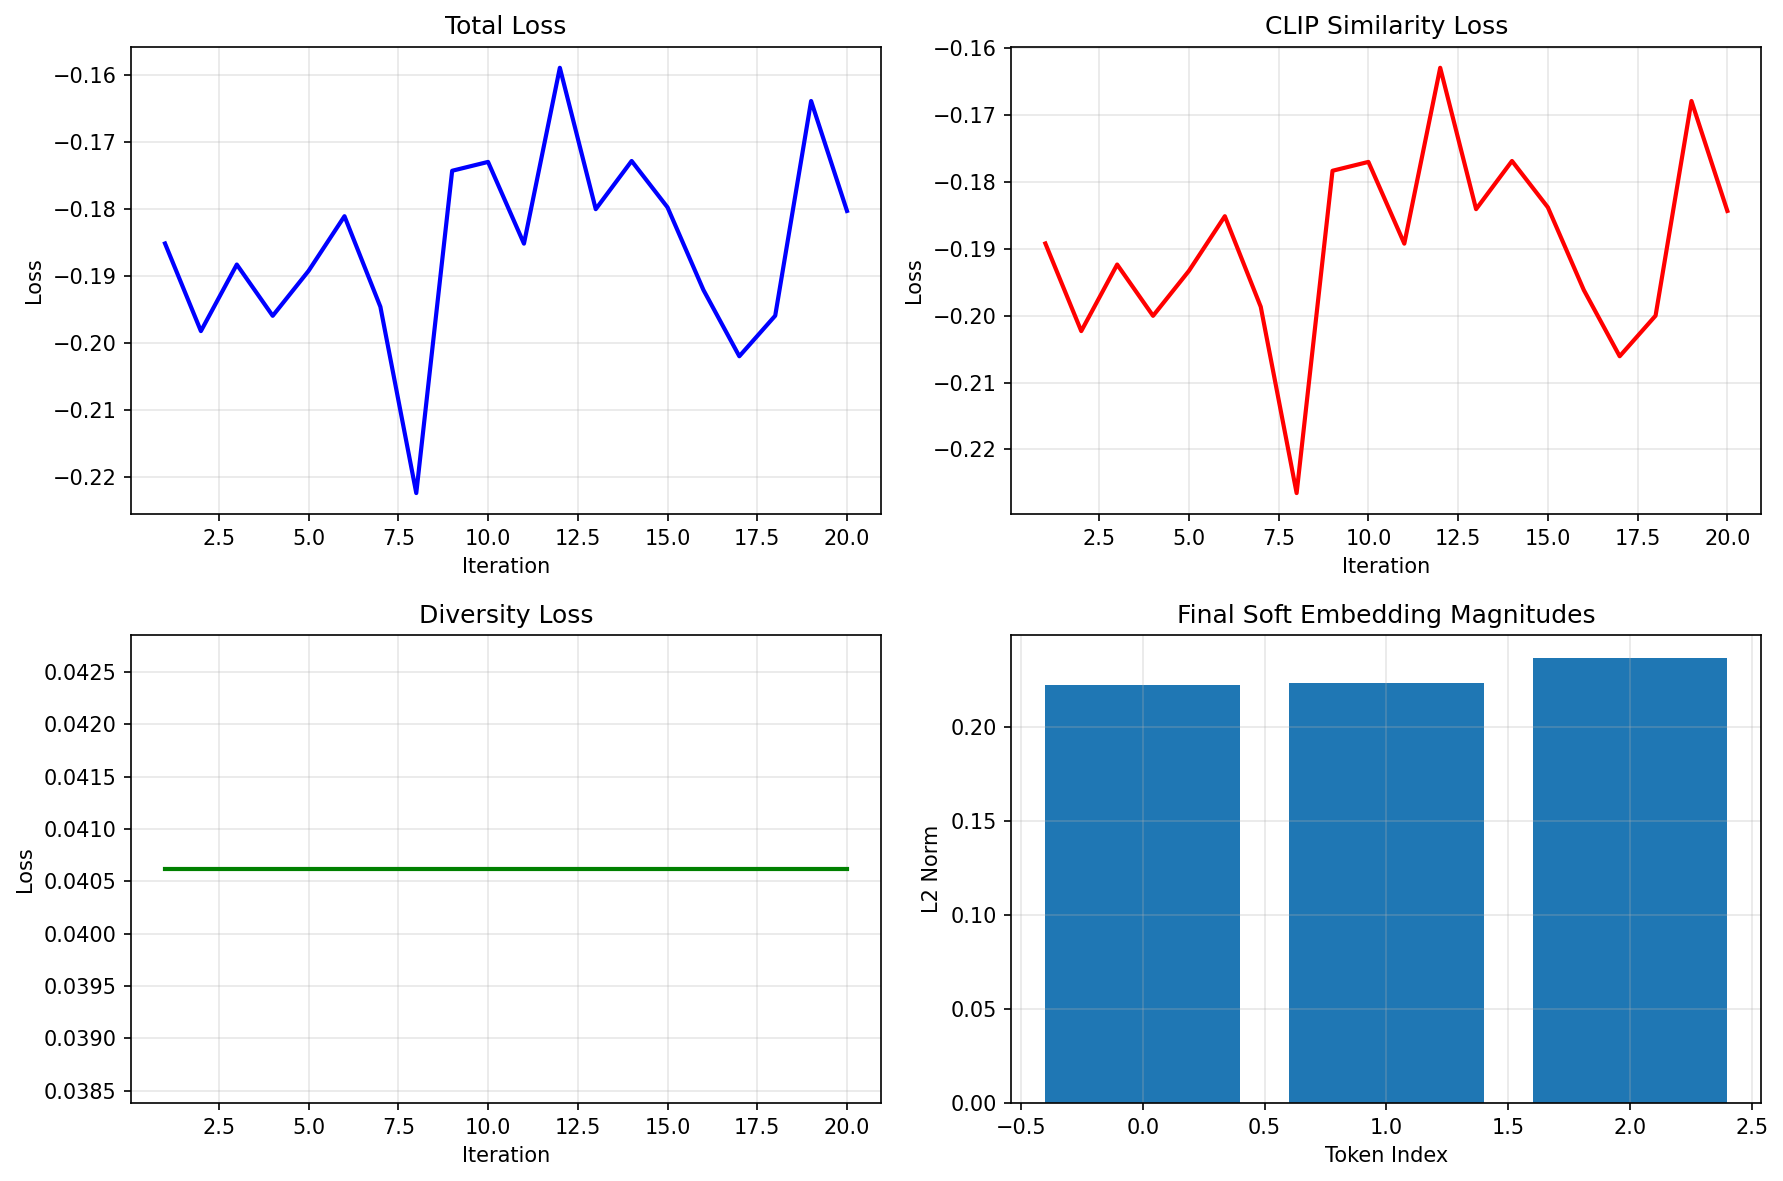 Total Loss
−0.16
−0.17
−0.18
−0.19
−0.20
−0.21
−0.22
Loss
2.5 5.0 7.5 10.0 12.5 15.0 17.5 20.0
Iteration
CLIP Similarity Loss
−0.16
−0.17
−0.18
−0.19
−0.20
−0.21
−0.22
Loss
2.5 5.0 7.5 10.0 12.5 15.0 17.5 20.0
Iteration
Diversity Loss
0.0425
0.0420
0.0415
0.0410
0.0405
0.0400
0.0395
0.0390
0.0385
Loss
2.5 5.0 7.5 10.0 12.5 15.0 17.5 20.0
Iteration
Final Soft Embedding Magnitudes
0.20
0.15
0.10
0.05
0.00
L2 Norm
−0.5 0.0 0.5 1.0 1.5 2.0 2.5
Token Index